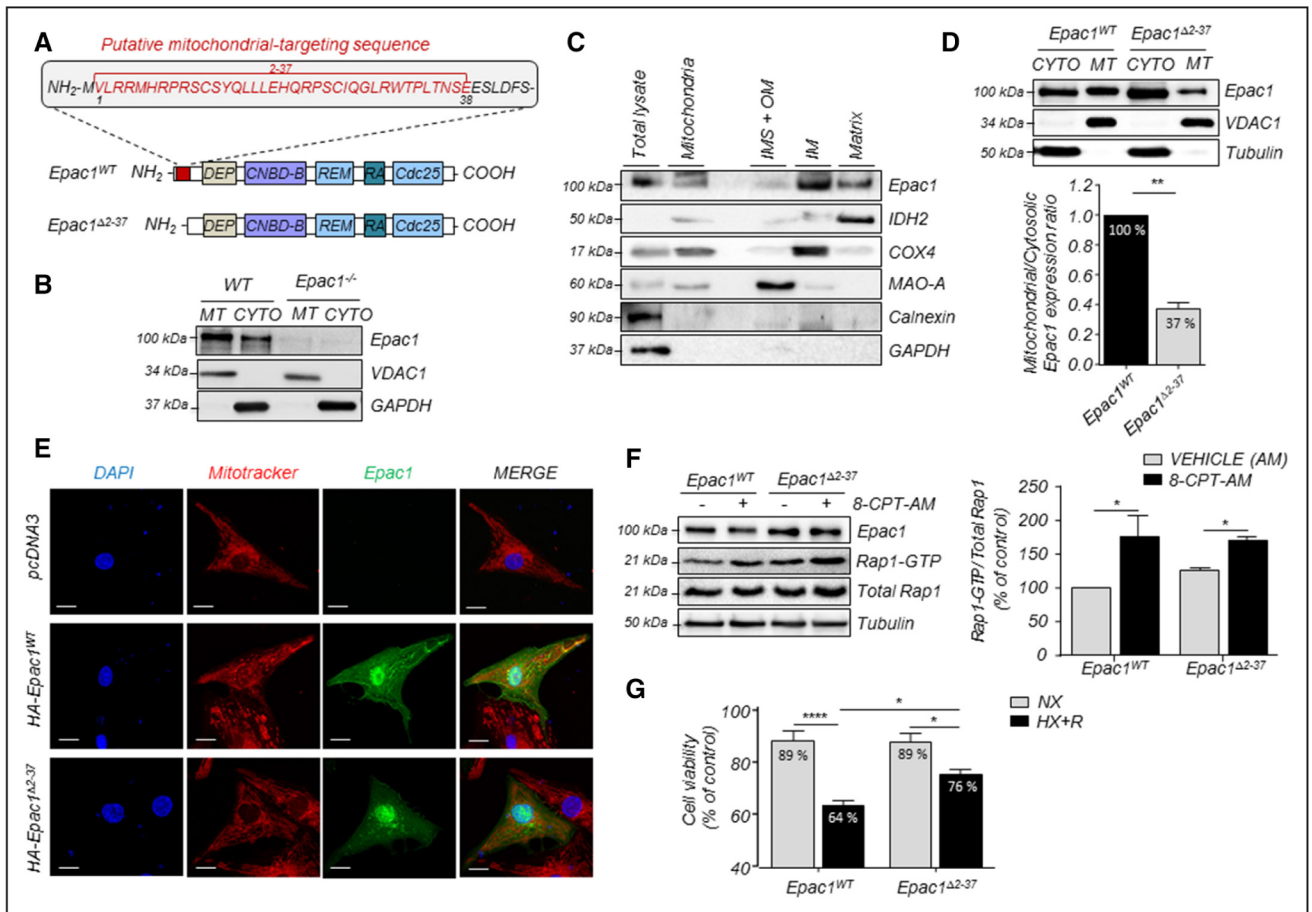 A
Putative mitochondrial-targeting sequence
2-37
NH2-MVLRRMHRPRSCSYQLLLEHQRPSCIQGLRWTPLTNSEESLDFS-
1 38
Epac1WT NH2 DEP CNBD-B REM RA Cdc25 COOH
Epac1Δ2-37 NH2 DEP CNBD-B REM RA Cdc25 COOH
B
WT Epac1-/-
MT CYTO MT CYTO
100 kDa Epac1
34 kDa VDAC1
37 kDa GAPDH
C
Total lysate Mitochondria IMS + OM IM Matrix
100 kDa Epac1
50 kDa IDH2
17 kDa COX4
60 kDa MAO-A
90 kDa Calnexin
37 kDa GAPDH
D
Epac1WT Epac1Δ2-37
CYTO MT CYTO MT
100 kDa Epac1
34 kDa VDAC1
50 kDa Tubulin
Mitochondrial/Cytosolic
Epac1 expression ratio
1.2
1.0
0.8
0.6
0.4
0.2
0.0
**
100 %
37 %
Epac1WT
Epac1Δ2-37
E
DAPI Mitotracker Epac1 MERGE
pcDNA3
HA-Epac1WT
HA-Epac1Δ2-37
F
Epac1WT Epac1Δ2-37
- + - + 8-CPT-AM
100 kDa Epac1
21 kDa Rap1-GTP
21 kDa Total Rap1
50 kDa Tubulin
VEHICLE (AM)
8-CPT-AM
Rap1-GTP/Total Rap1
(% of control)
250
200
150
100
50
0
* *
Epac1WT Epac1Δ2-37
G
NX
HX+R
Cell viability
(% of control)
100
80
60
40
**** * *
89 % 64 % 89 % 76 %
Epac1WT Epac1Δ2-37